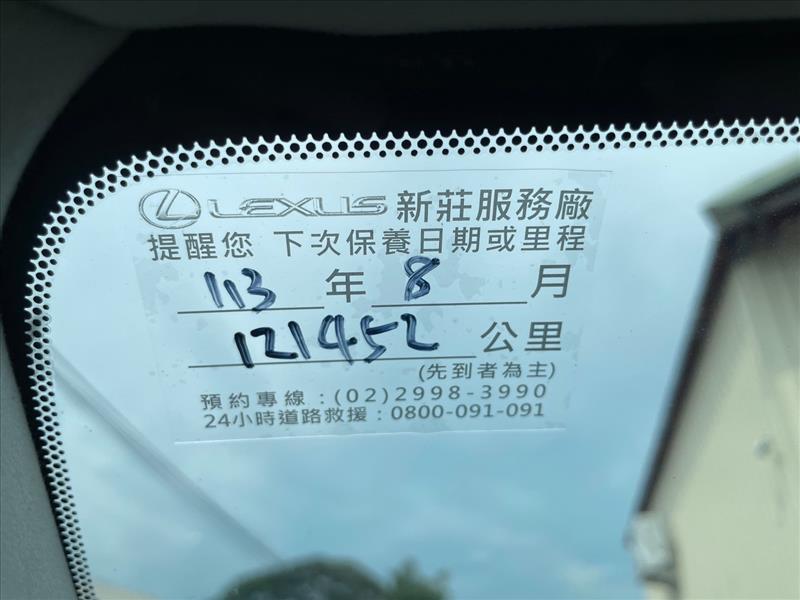 LEXUS 新莊服務廠
提醒您 下次保養日期或里程
113 年 8 月
121452 公里
(先到者為主)
預約專線：(02)2998-3990
24小時道路救援：0800-091-091